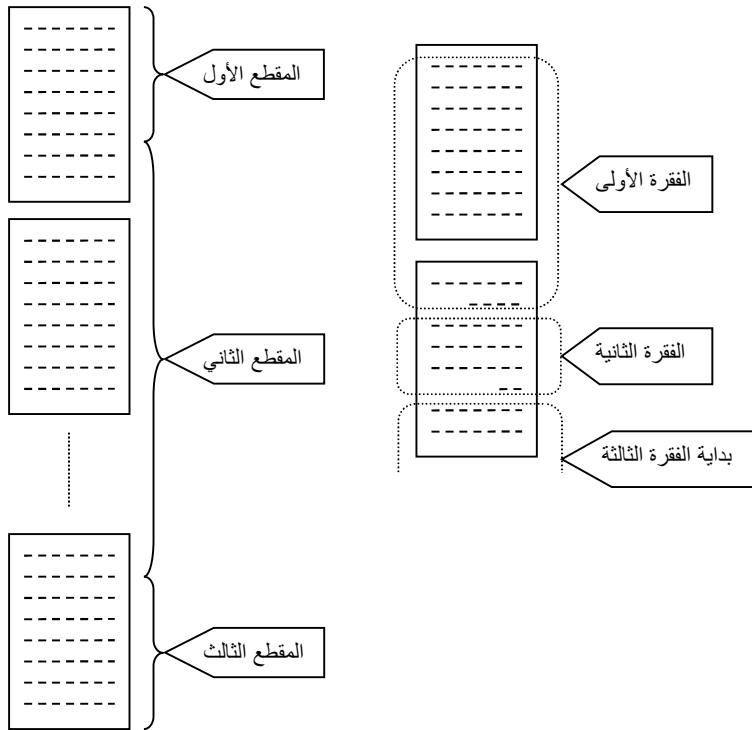 المقطع الأول
الفقرة الأولى
المقطع الثاني
الفقرة الثانية
بداية الفقرة الثالثة
المقطع الثالث